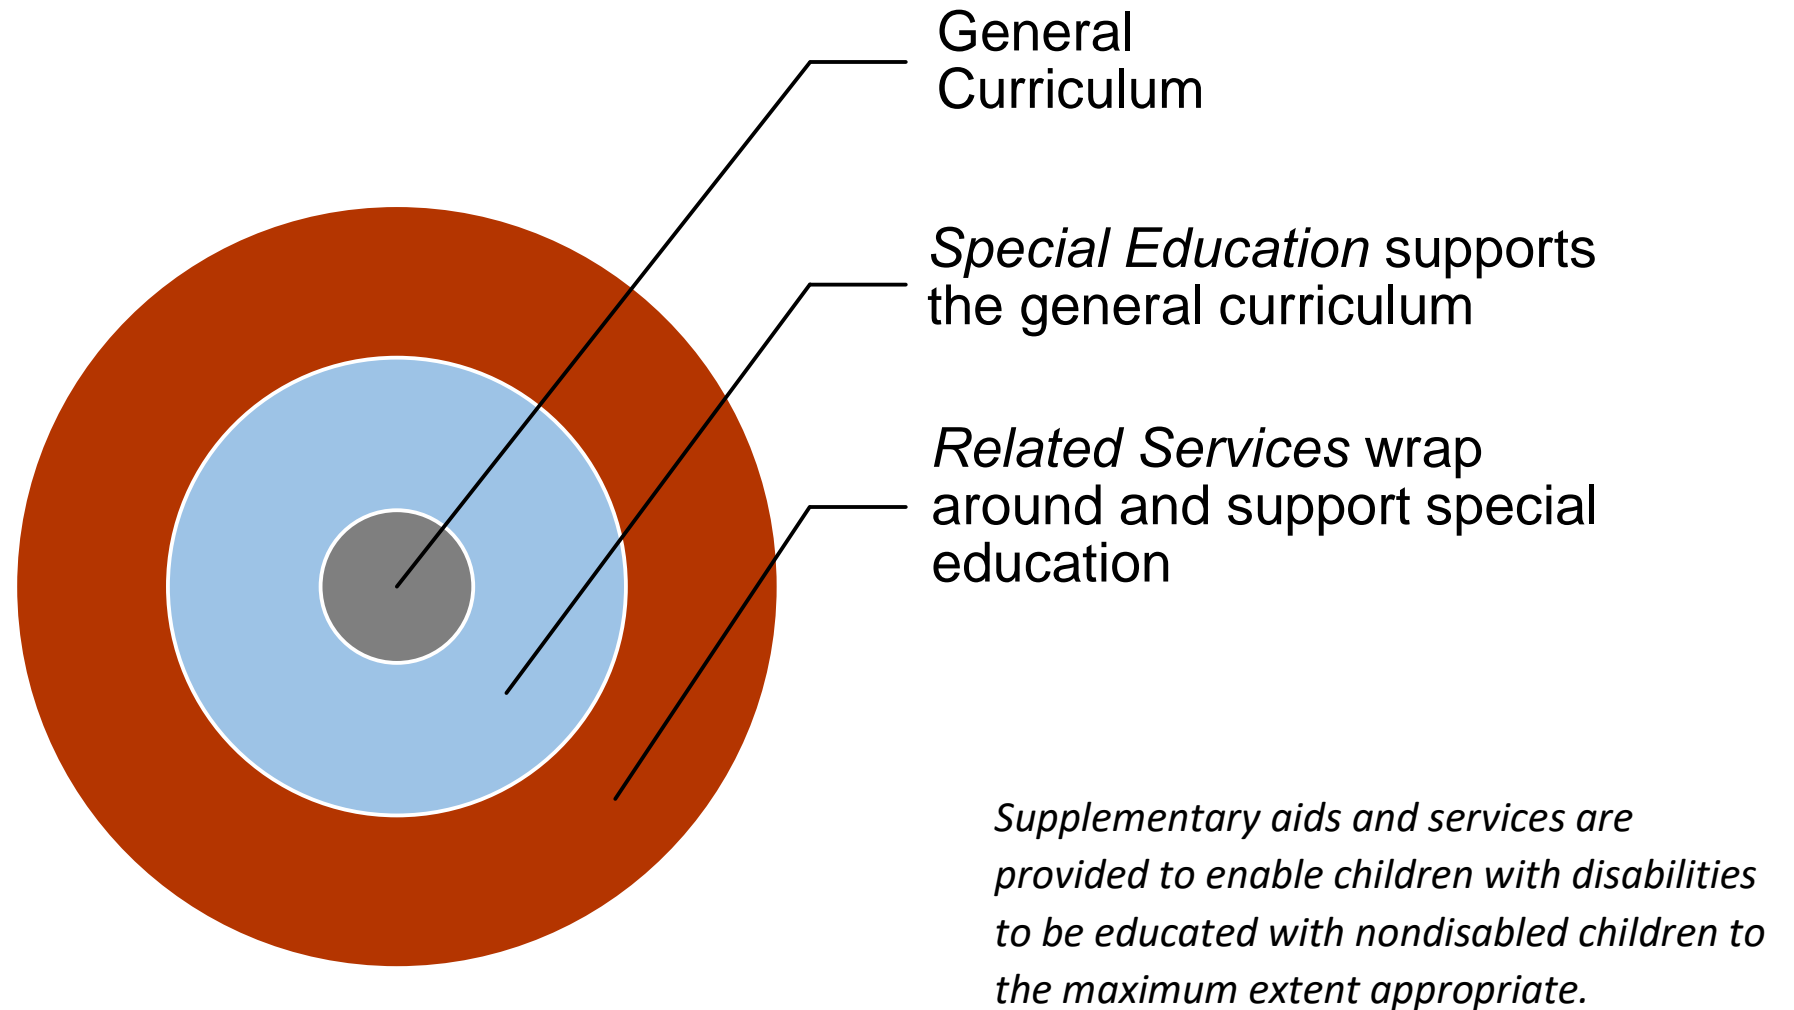 General
Curriculum
Special Education supports
the general curriculum
Related Services wrap
around and support special
education
Supplementary aids and services are
provided to enable children with disabilities
to be educated with nondisabled children to
the maximum extent appropriate.